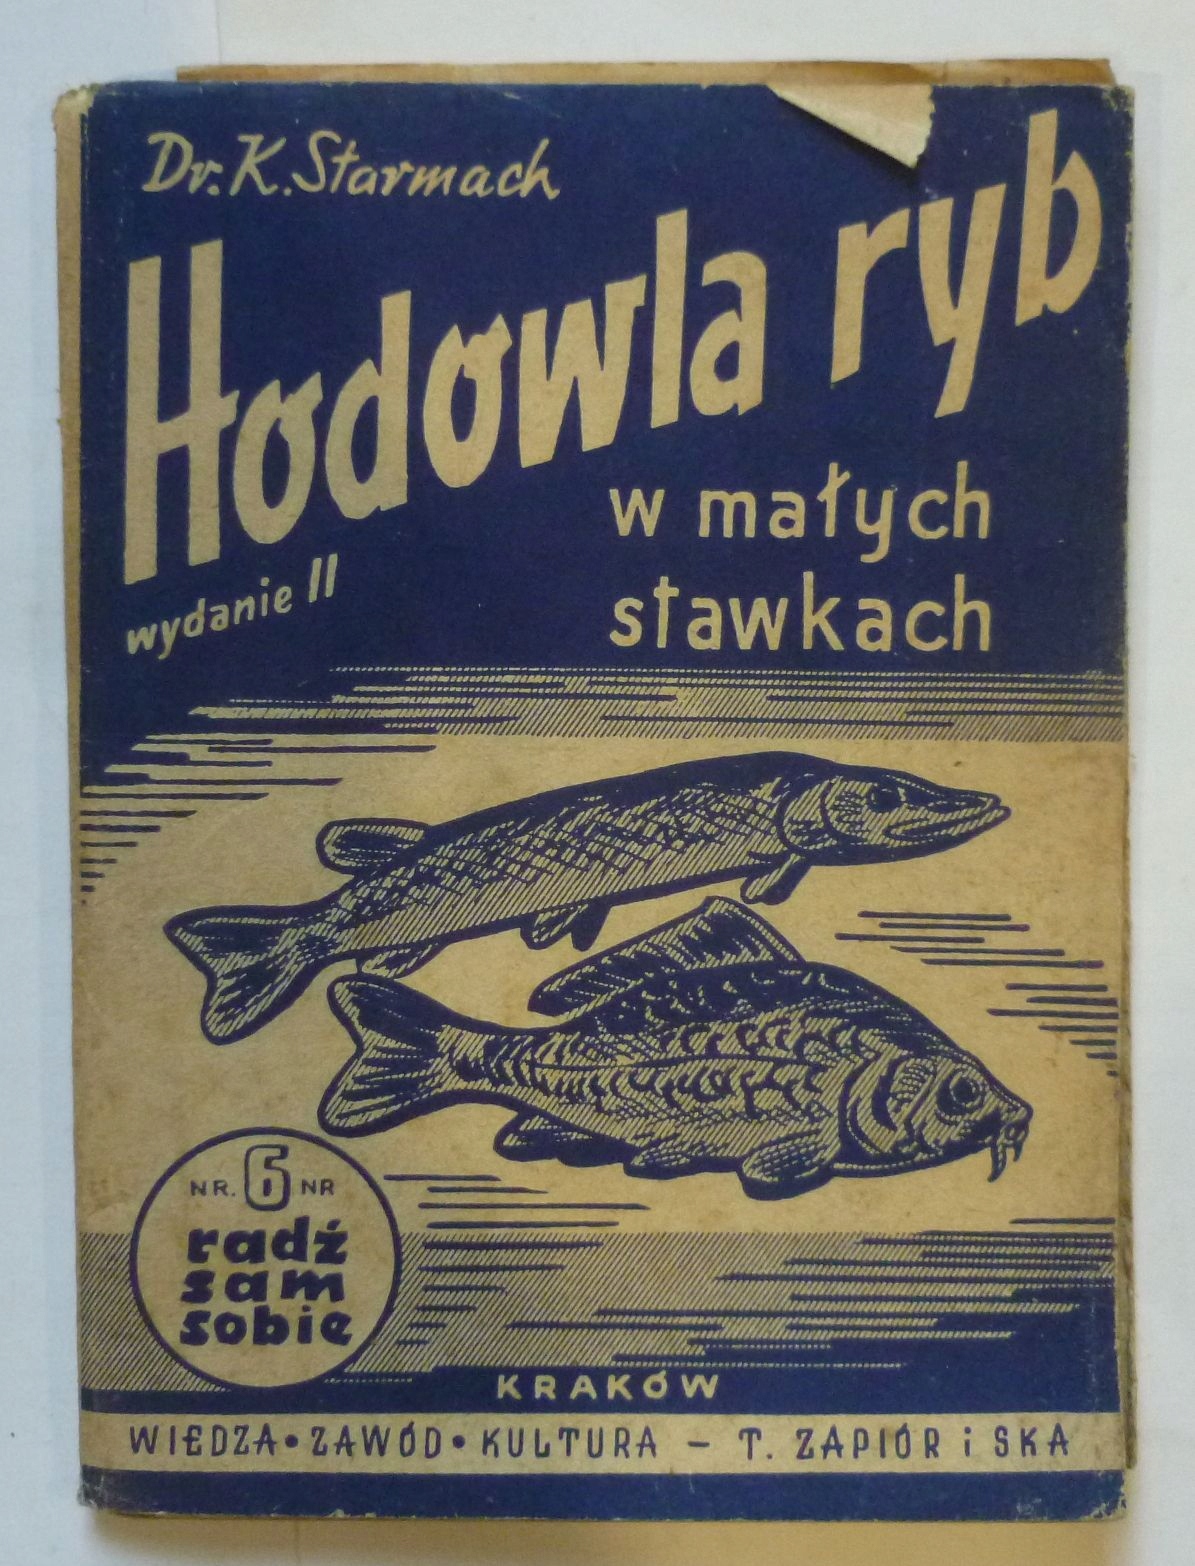 Dr. K. Starmach
Hodowla ryb
w małych
stawkach
wydanie II
NR. 6 NR
radź
sam
sobie
KRAKÓW
WIEDZA • ZAWÓD • KULTURA – T. ZAPIÓR i SKA